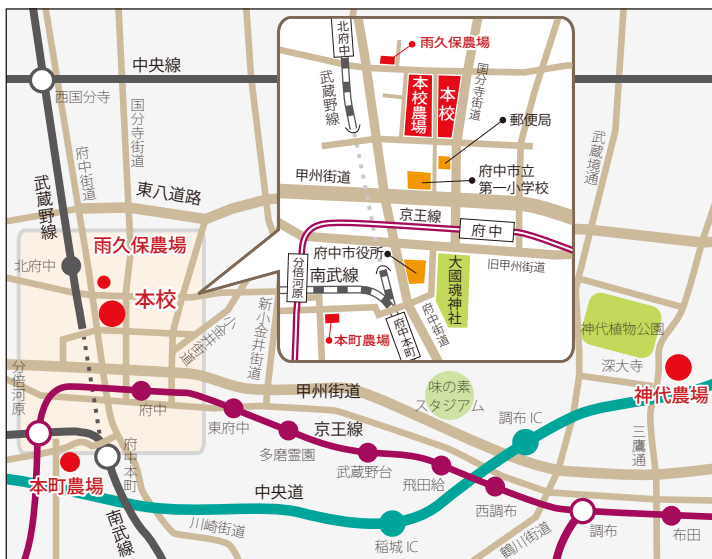 中央線
西国分寺
国分寺街道
府中街道
武蔵野線
東八道路
雨久保農場
北府中
本校
新小金井街道
小金井街道
分倍河原
甲州街道
府中
京王線
東府中
多磨霊園
武蔵野台
飛田給
西調布
調布
布田
味の素
スタジアム
調布 IC
中央道
稲城 IC
鶴川街道
川崎街道
府中本町
本町農場
南武線
武蔵境通
神代植物公園
深大寺
神代農場
三鷹通
北府中
武蔵野線
雨久保農場
本校農場
本校
国分寺街道
郵便局
府中市立
第一小学校
甲州街道
京王線
府中
旧甲州街道
府中市役所
分倍河原
南武線
大國魂神社
府中街道
府中本町
本町農場